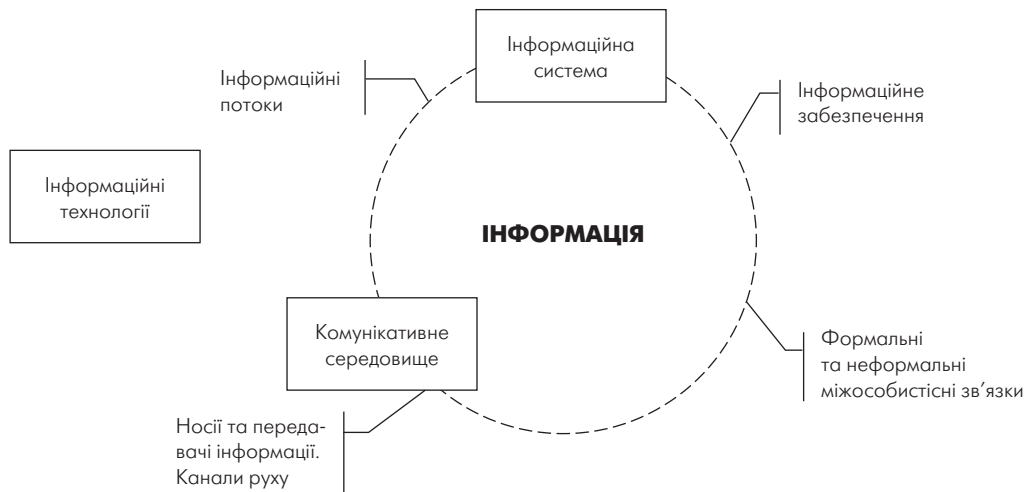 Інформаційна
система
Інформаційні
потоки
Інформаційне
забезпечення
Інформаційні
технології
ІНФОРМАЦІЯ
Комунікативне
середовище
Формальні
та неформальні
міжособистісні зв’язки
Носії та переда-
вачі інформації.
Канали руху